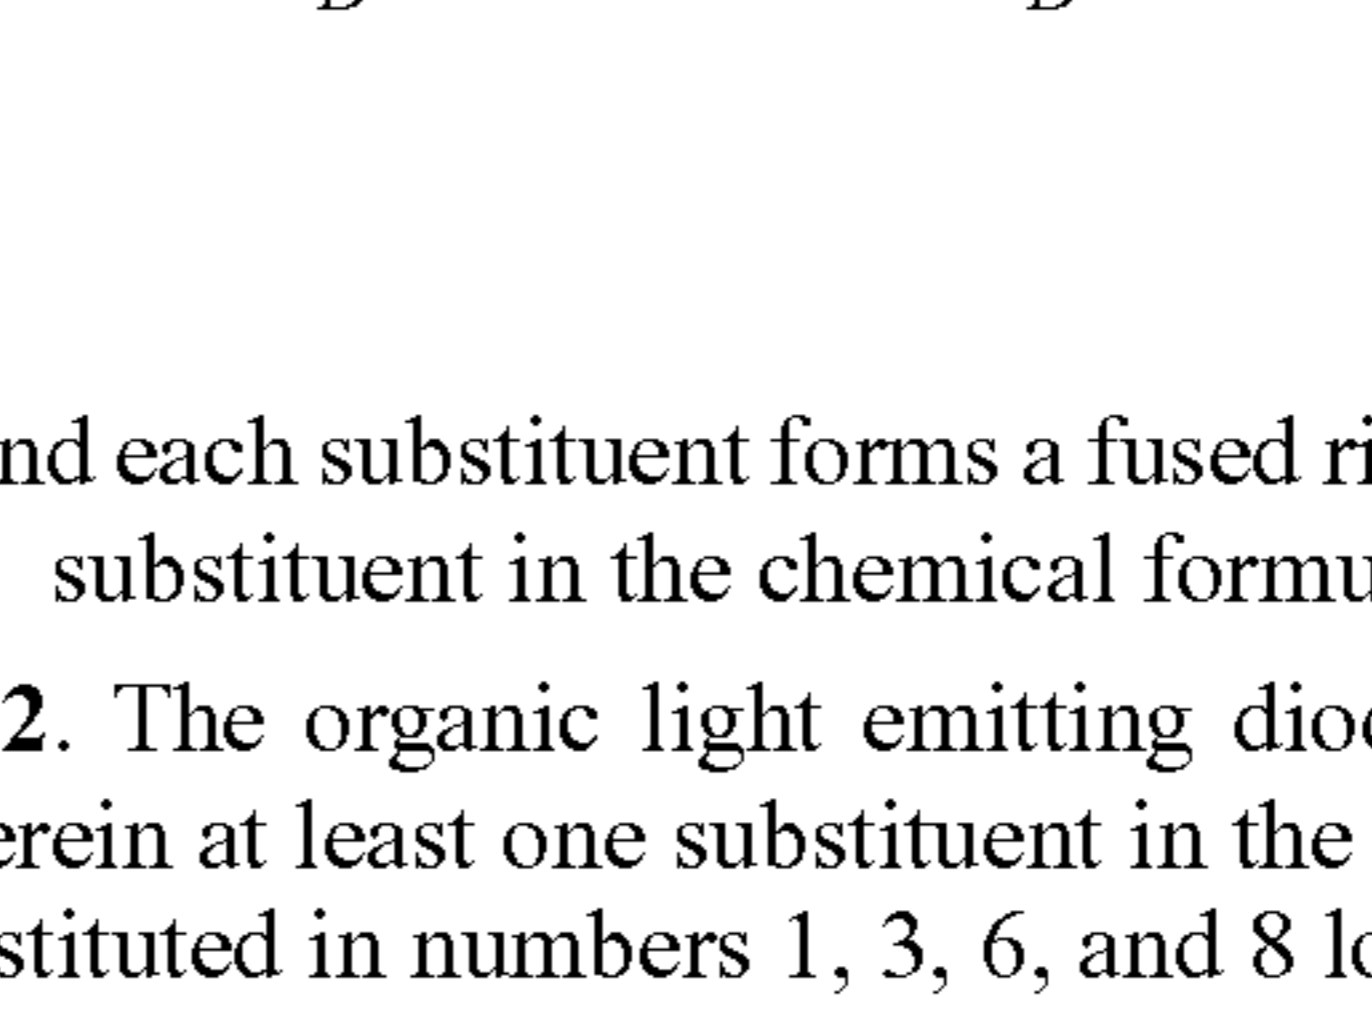 nd each substituent forms a fused ri
substituent in the chemical formu
2. The organic light emitting diod
erein at least one substituent in the
stituted in numbers 1, 3, 6, and 8 lo